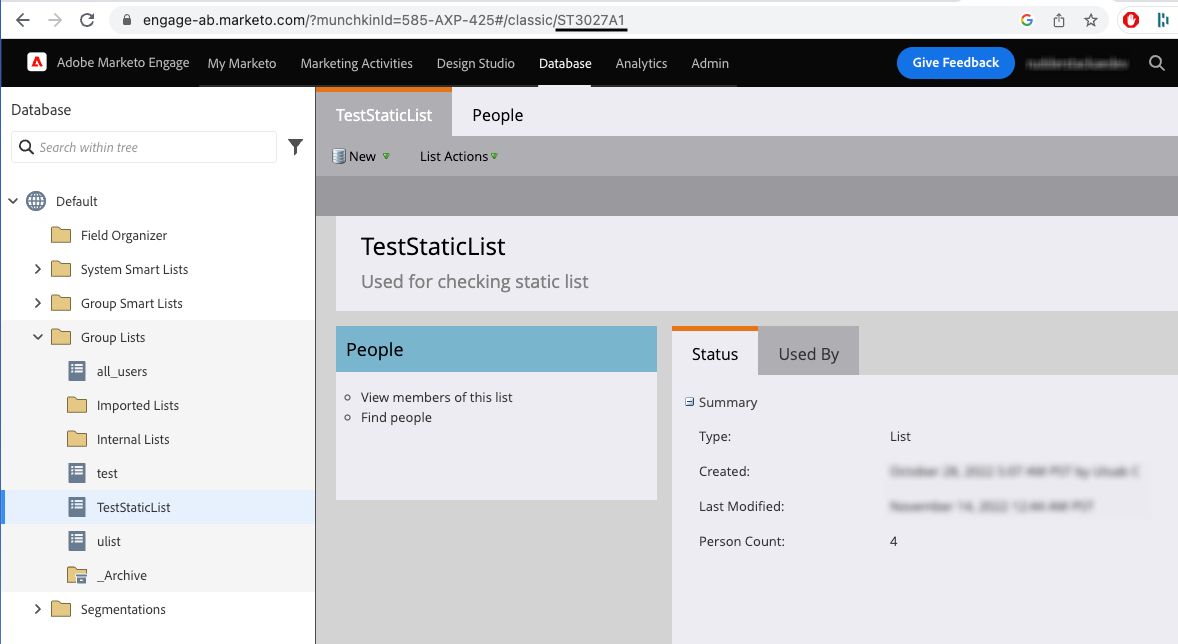 engage-ab.marketo.com/?munchkinId=585-AXP-425#/classic/ST3027A1
Adobe Marketo Engage
My Marketo
Marketing Activities
Design Studio
Database
Analytics
Admin
Give Feedback
Database
Search within tree
Default
Field Organizer
System Smart Lists
Group Smart Lists
Group Lists
all_users
Imported Lists
Internal Lists
test
TestStaticList
ulist
_Archive
Segmentations
TestStaticList
People
New
List Actions
TestStaticList
Used for checking static list
People
View members of this list
Find people
Status
Used By
Summary
Type: List
Created:
Last Modified:
Person Count: 4